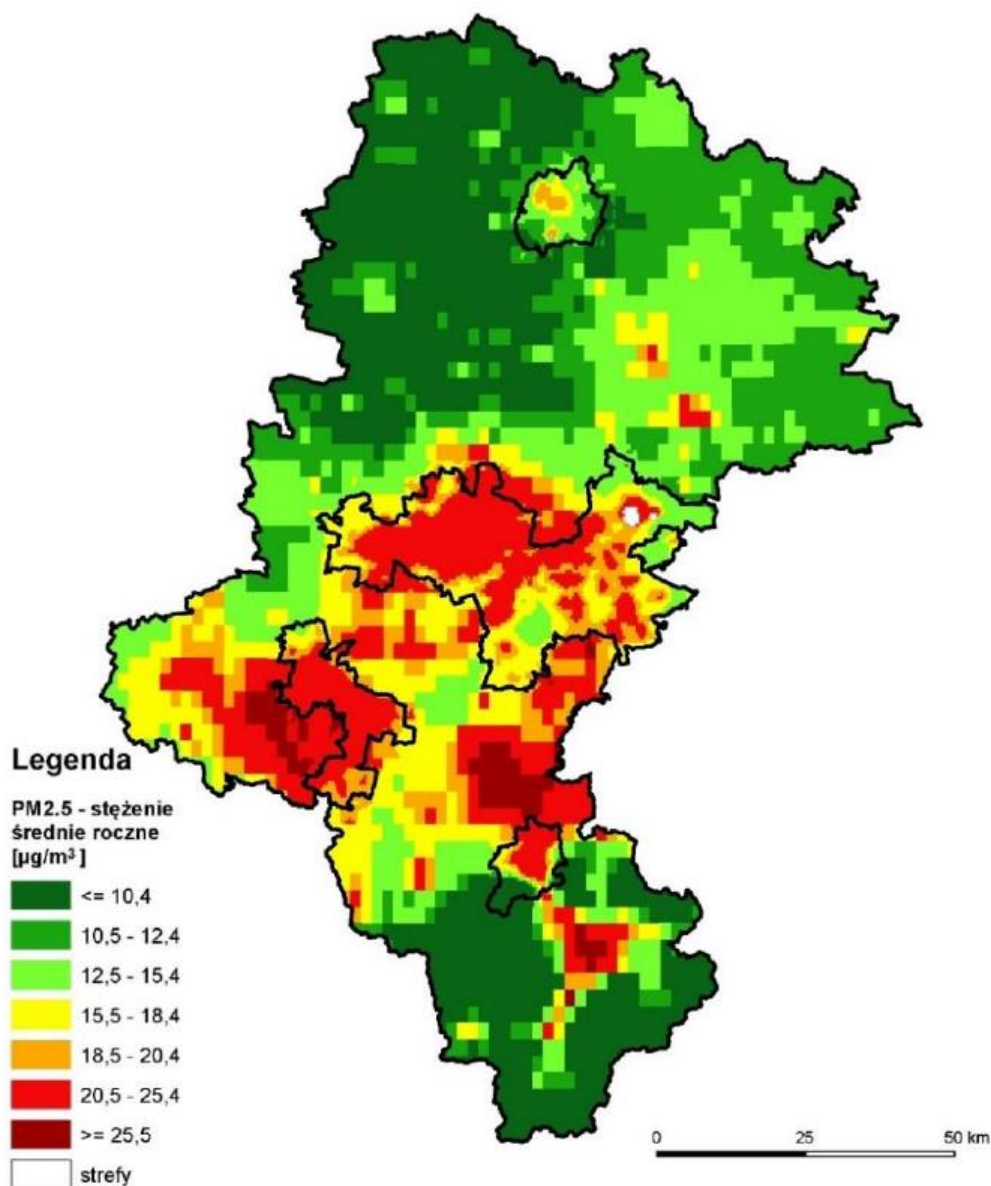 Legenda
PM2.5 - stężenie
średnie roczne
[µg/m³ ]
<= 10,4
10,5 - 12,4
12,5 - 15,4
15,5 - 18,4
18,5 - 20,4
20,5 - 25,4
>= 25,5
strefy
0 25 50 km